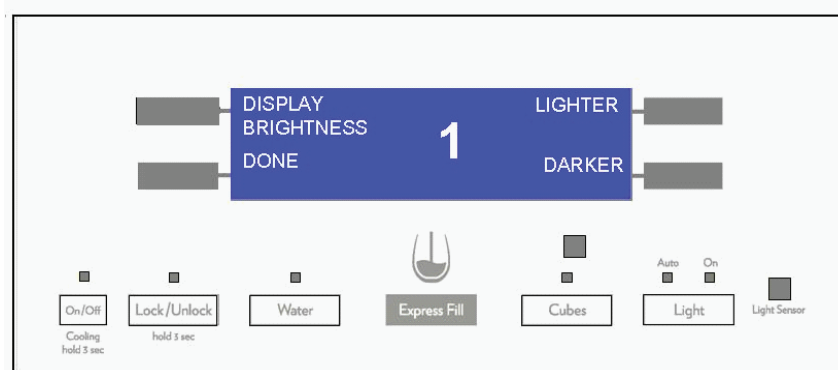 DISPLAY BRIGHTNESS
1
LIGHTER
DONE
DARKER
Auto
On
On/Off
Lock/Unlock
Water
Express Fill
Cubes
Light
Light Sensor
Cooling
hold 3 sec
hold 3 sec